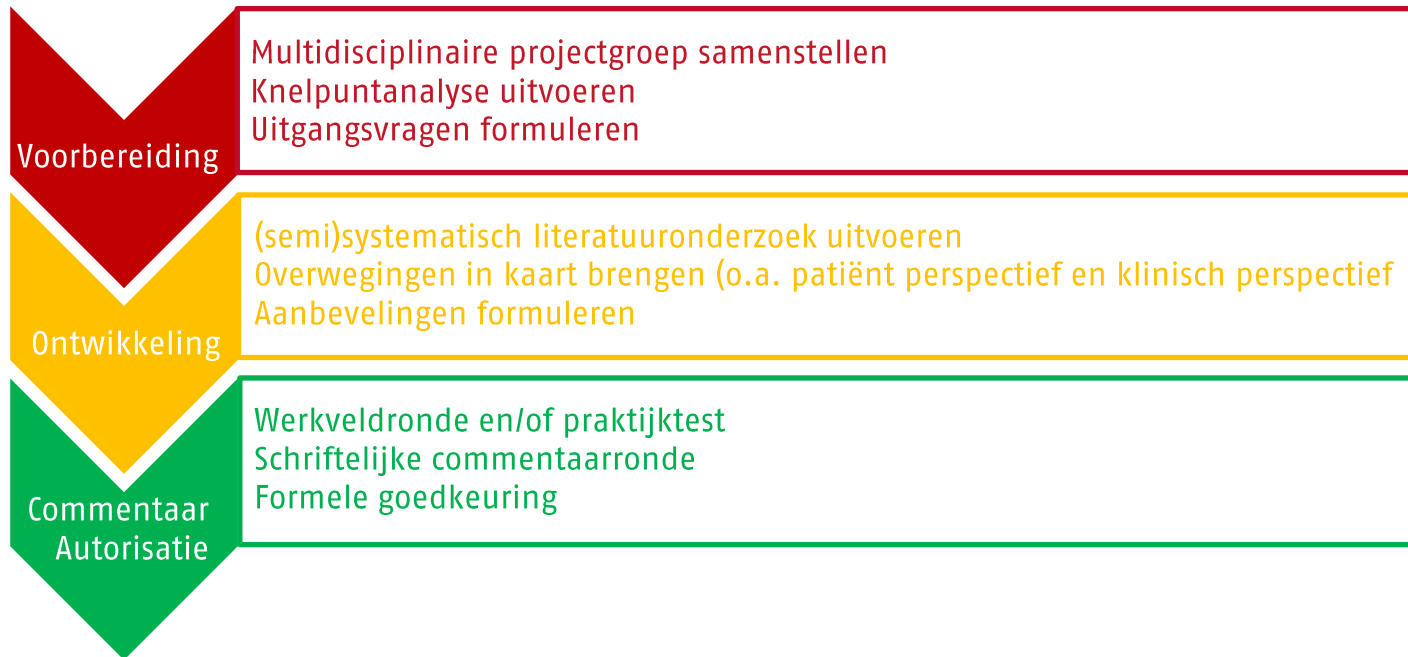 Voorbereiding
Multidisciplinaire projectgroep samenstellen
Knelpuntanalyse uitvoeren
Uitgangsvragen formuleren
Ontwikkeling
(semi)systematisch literatuuronderzoek uitvoeren
Overwegingen in kaart brengen (o.a. patiënt perspectief en klinisch perspectief
Aanbevelingen formuleren
Commentaar
Autorisatie
Werkveldronde en/of praktijktest
Schriftelijke commentaarronde
Formele goedkeuring